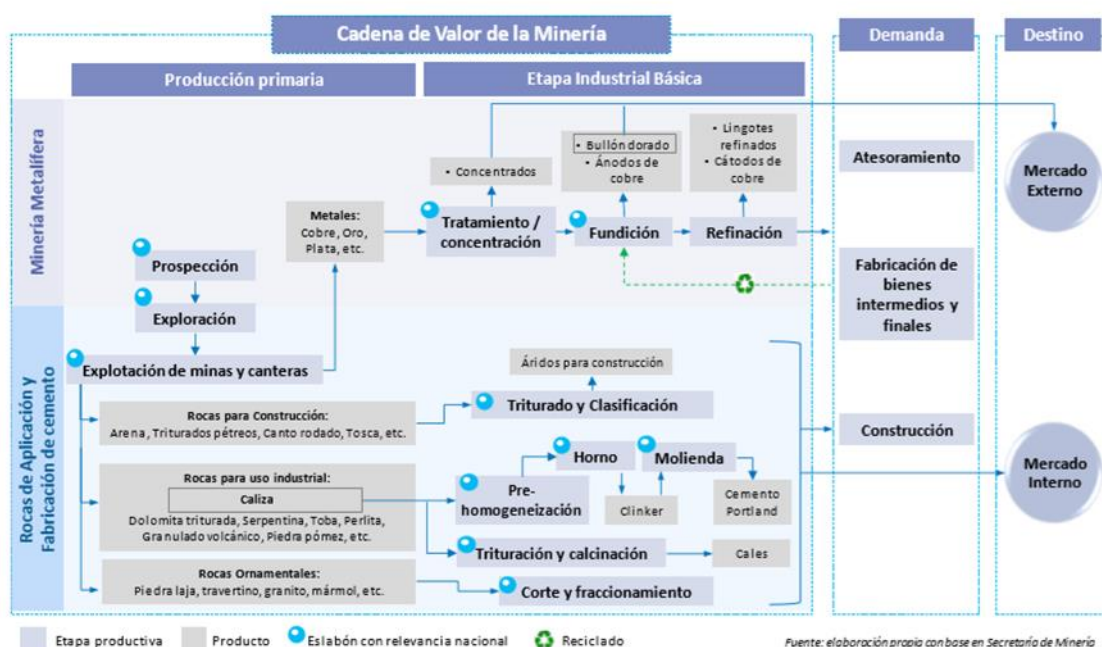 Cadena de Valor de la Minería
Demanda
Destino
Producción primaria
Etapa Industrial Básica
Minería Metalífera
• Concentrados
• Bullón dorado
• Ánodos de
cobre
• Lingotes
refinados
• Cátodos de
cobre
Atesoramiento
Mercado
Externo
Metales:
Cobre, Oro,
Plata, etc.
Tratamiento /
concentración
Fundición
Refinación
Prospección
Exploración
Fabricación de
bienes
intermedios y
finales
Rocas de Aplicación y
Fabricación de cemento
Explotación de minas y canteras
Áridos para construcción
Rocas para Construcción:
Arena, Triturados pétreos, Canto rodado, Tosca, etc.
Triturado y Clasificación
Construcción
Rocas para uso industrial:
Caliza
Dolomita triturada, Serpentina, Toba, Perlita,
Granulado volcánico, Piedra pómez, etc.
Pre-
homogeneización
Horno
Molienda
Clinker
Cemento
Portland
Mercado
Interno
Trituración y calcinación
Cales
Rocas Ornamentales:
Piedra laja, travertino, granito, mármol, etc.
Corte y fraccionamiento
Etapa productiva
Producto
Eslabón con relevancia nacional
Reciclado
Fuente: elaboración propia con base en Secretaría de Minería